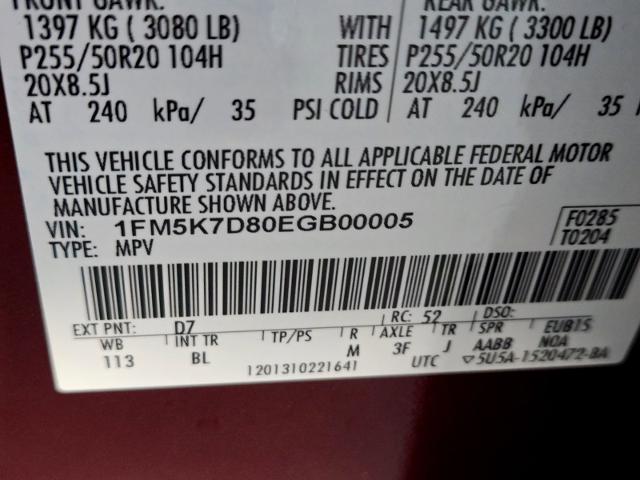 FRONT GAWR: REAR GAWR:
1397 KG ( 3080 LB) WITH 1497 KG ( 3300 LB)
P255/50R20 104H TIRES P255/50R20 104H
20X8.5J RIMS 20X8.5J
AT 240 kPa/ 35 PSI COLD AT 240 kPa/ 35
THIS VEHICLE CONFORMS TO ALL APPLICABLE FEDERAL MOTOR
VEHICLE SAFETY STANDARDS IN EFFECT ON THE DATE OF
MANUFACTURE SHOWN ABOVE.
VIN: 1FM5K7D80EGB00005 F0285
TYPE: MPV T0204
EXT PNT: D7 RC: 52 DSO:
WB INT TR TP/PS R AXLE TR SPR EUB15
113 BL M 3F J AABB N0A
1201310221641 UTC ▽5U5A-1520472-BA